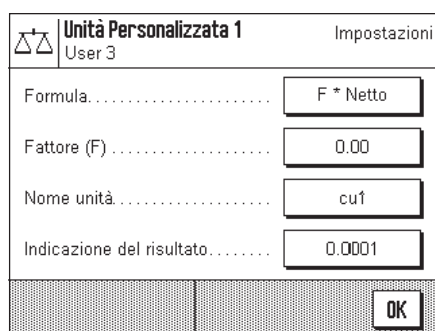 Unità Personalizzata 1
User 3
Impostazioni
Formula....................... F * Netto
Fattore (F) ..................... 0.00
Nome unità..................... cu1
Indicazione del risultato........ 0.0001
OK